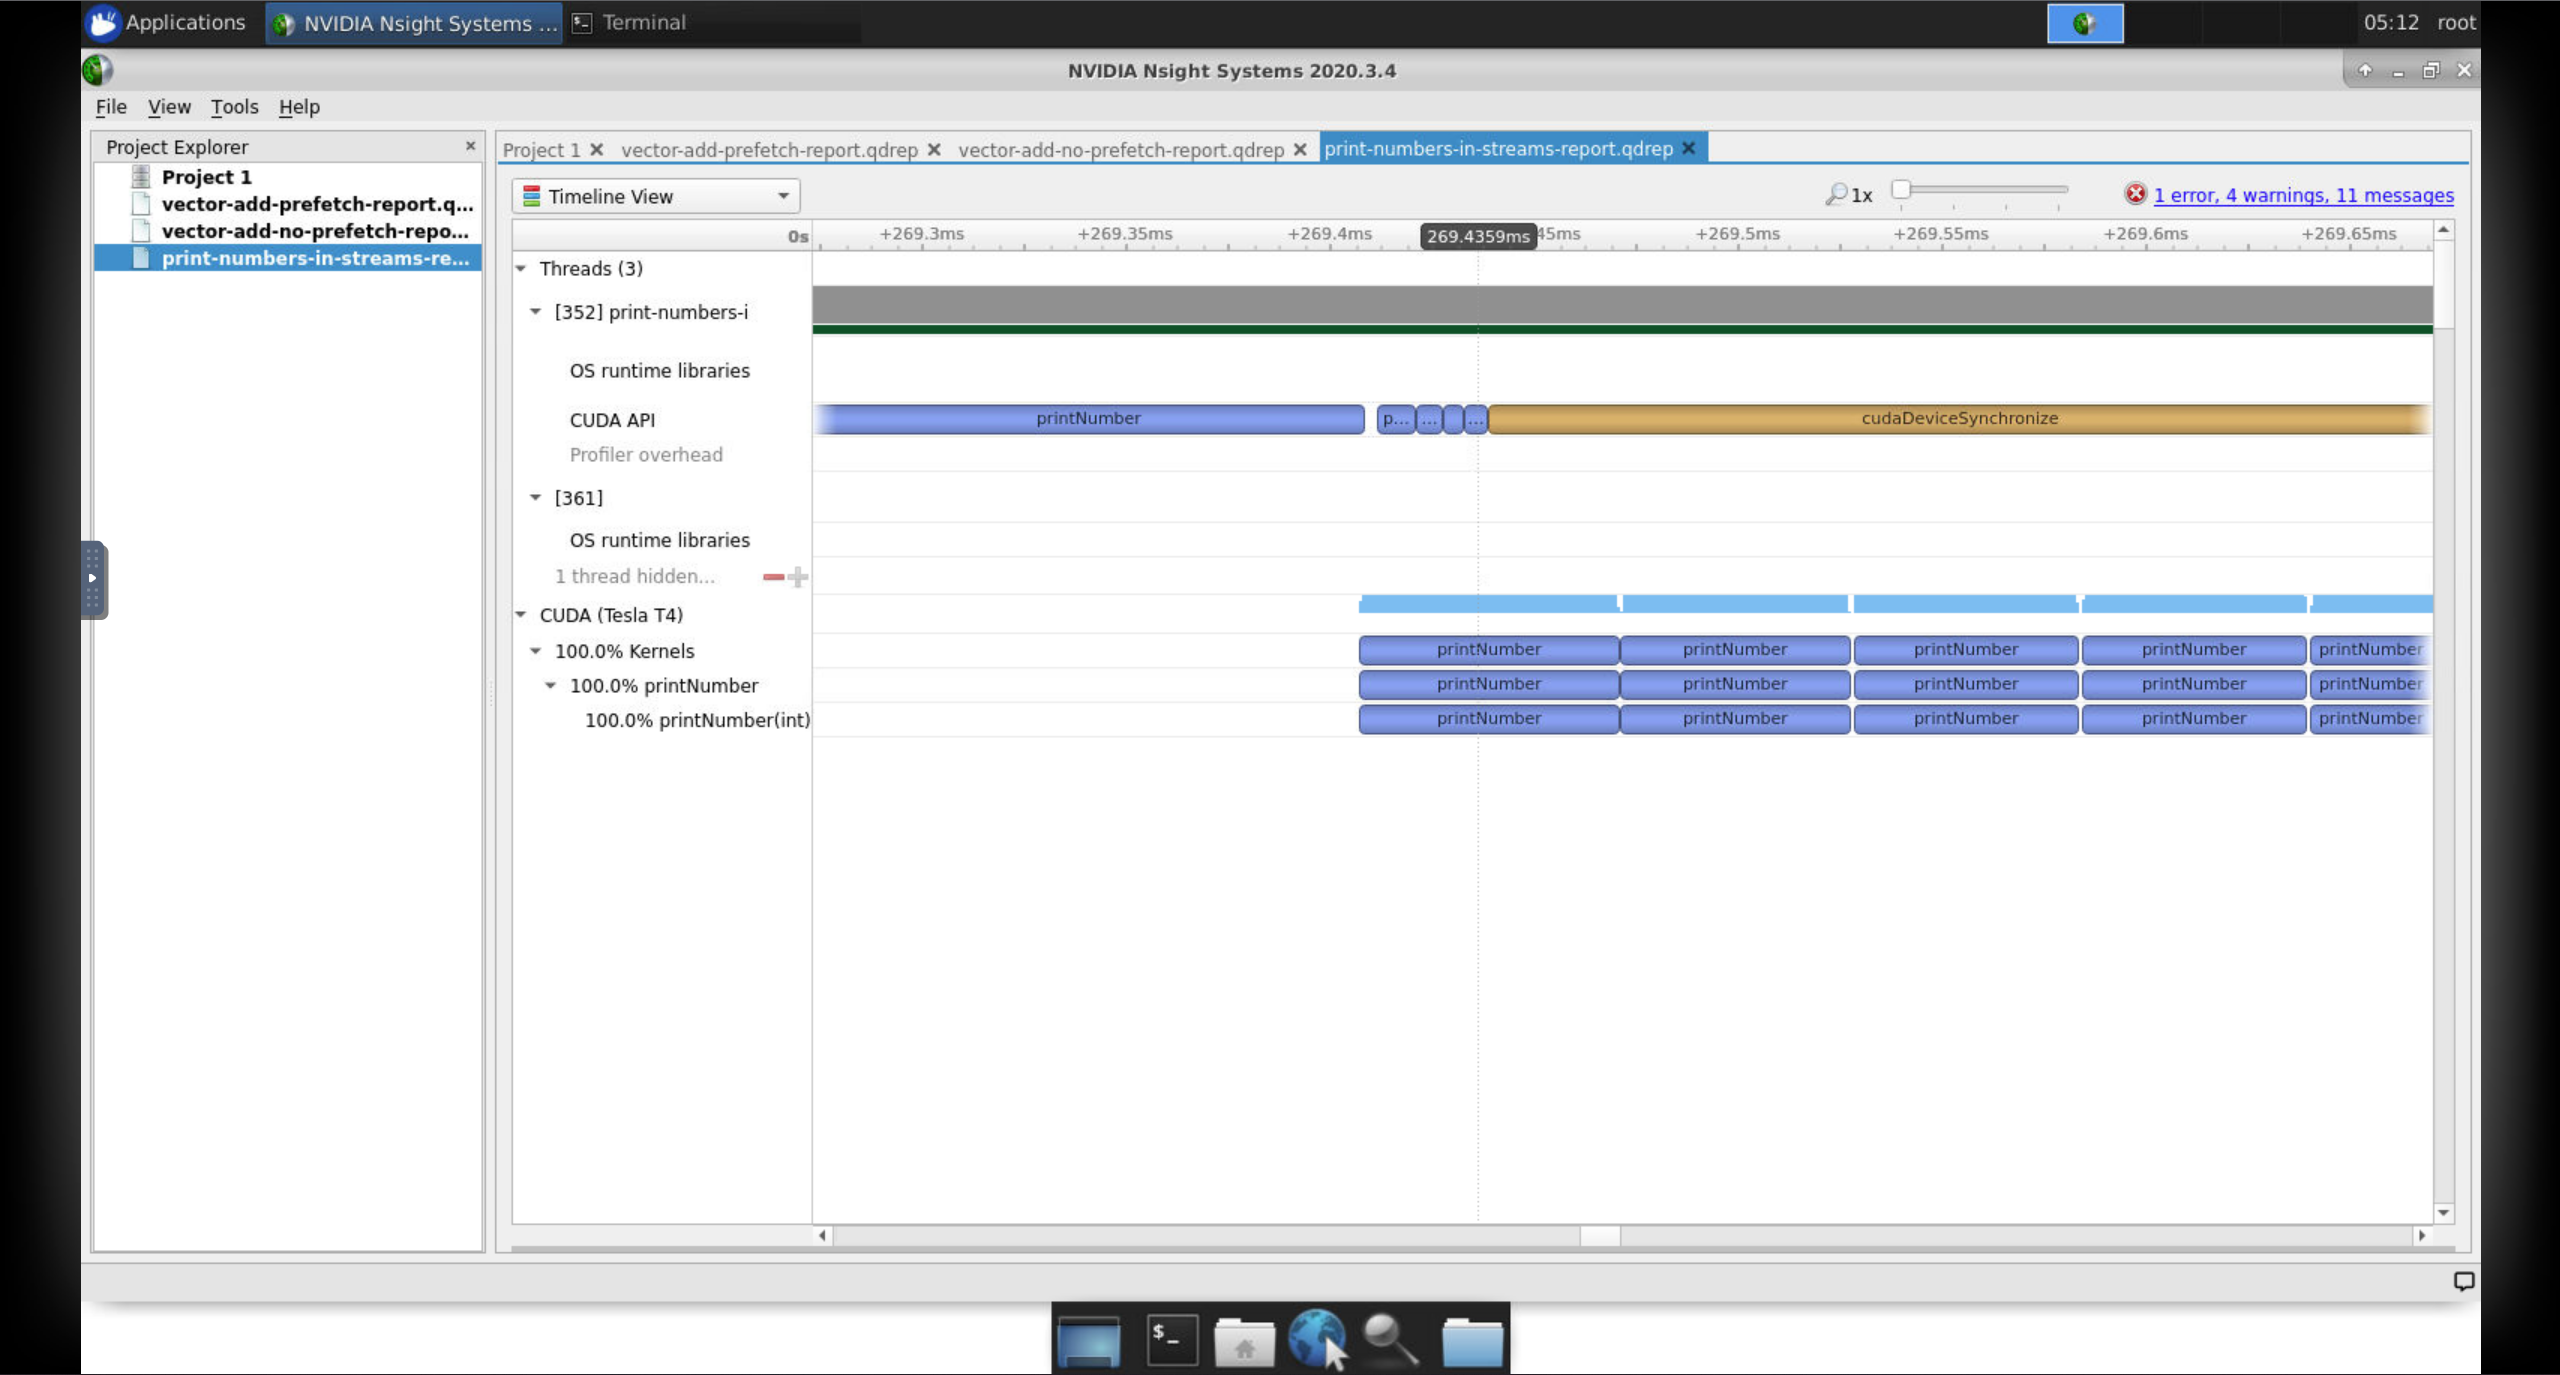 Applications NVIDIA Nsight Systems ... Terminal 05:12 root
NVIDIA Nsight Systems 2020.3.4
File View Tools Help
Project Explorer
Project 1
vector-add-prefetch-report.q...
vector-add-no-prefetch-repo...
print-numbers-in-streams-re...
Project 1 vector-add-prefetch-report.qdrep vector-add-no-prefetch-report.qdrep print-numbers-in-streams-report.qdrep
Timeline View 1x 1 error, 4 warnings, 11 messages
0s +269.3ms +269.35ms +269.4ms 269.4359ms 45ms +269.5ms +269.55ms +269.6ms +269.65ms
Threads (3)
[352] print-numbers-i
OS runtime libraries
CUDA API printNumber p... ... ... cudaDeviceSynchronize
Profiler overhead
[361]
OS runtime libraries
1 thread hidden...
CUDA (Tesla T4)
100.0% Kernels printNumber printNumber printNumber printNumber printNumber
100.0% printNumber printNumber printNumber printNumber printNumber printNumber
100.0% printNumber(int) printNumber printNumber printNumber printNumber printNumber
$_